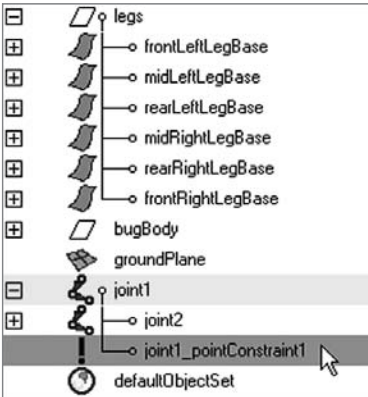 legs
frontLeftLegBase
midLeftLegBase
rearLeftLegBase
midRightLegBase
rearRightLegBase
frontRightLegBase
bugBody
groundPlane
joint1
joint2
joint1_pointConstraint1
defaultObjectSet